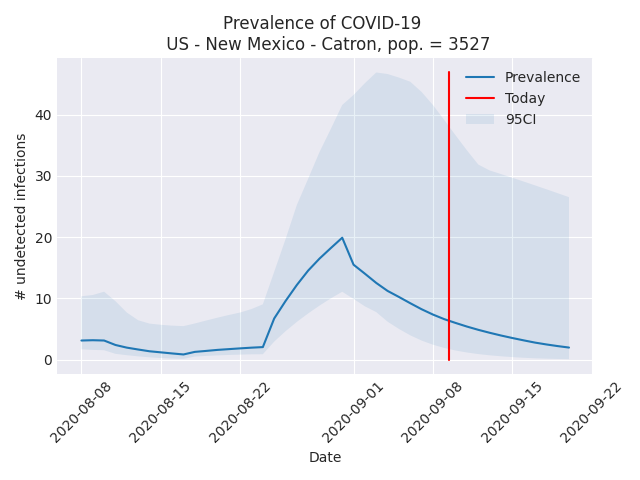 Prevalence of COVID-19
US - New Mexico - Catron, pop. = 3527
Prevalence
Today
95CI
# undetected infections
40
30
20
10
0
2020-08-08
2020-08-15
2020-08-22
2020-09-01
2020-09-08
2020-09-15
2020-09-22
Date